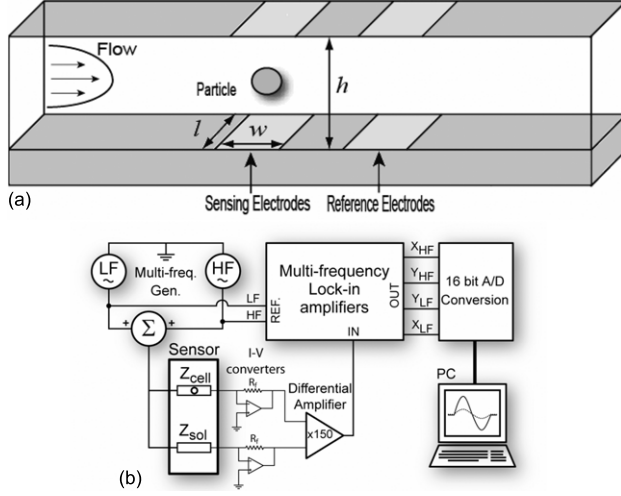 Flow
Particle
h
l
w
(a)
Sensing Electrodes
Reference Electrodes
LF
~
Multi-freq.
Gen.
HF
~
LF
HF
REF.
Multi-frequency
Lock-in
amplifiers
OUT
IN
X_HF
Y_HF
Y_LF
X_LF
16 bit A/D
Conversion
+
Σ
+
Sensor
Z_cell
Z_sol
I-V
converters
R_f
R_f
Differential
Amplifier
x150
PC
(b)